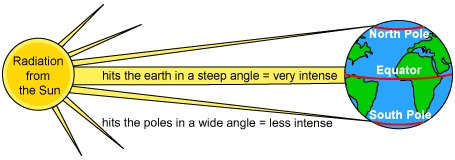 Radiation
from
the Sun
hits the earth in a steep angle = very intense
hits the poles in a wide angle = less intense
North Pole
Equator
South Pole